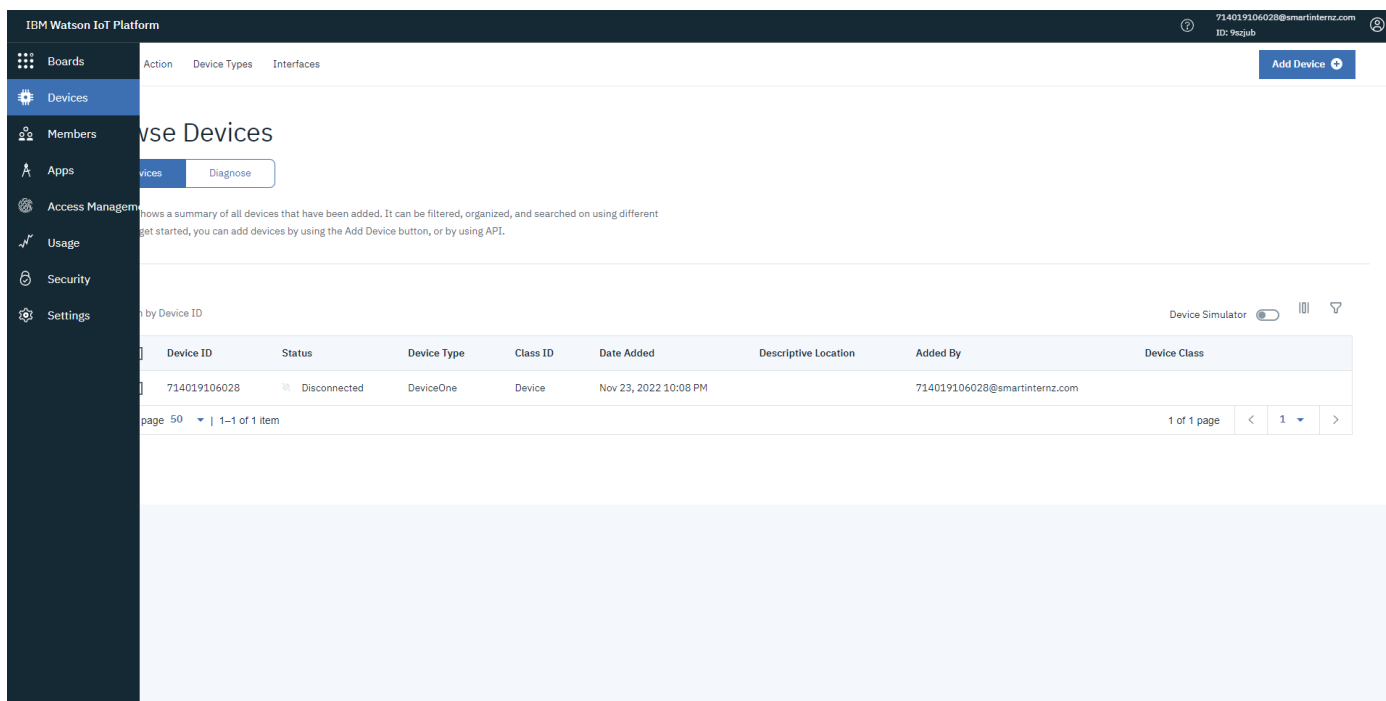 IBM Watson IoT Platform
714019106028@smartinternz.com
ID: 9szjub
Boards
Devices
Members
Apps
Access Managem
Usage
Security
Settings
Action Device Types Interfaces
Add Device
wse Devices
vices Diagnose
hows a summary of all devices that have been added. It can be filtered, organized, and searched on using different
get started, you can add devices by using the Add Device button, or by using API.
by Device ID
Device Simulator
Device ID Status Device Type Class ID Date Added Descriptive Location Added By Device Class
714019106028 Disconnected DeviceOne Device Nov 23, 2022 10:08 PM 714019106028@smartinternz.com
page 50 | 1–1 of 1 item
1 of 1 page < 1 >